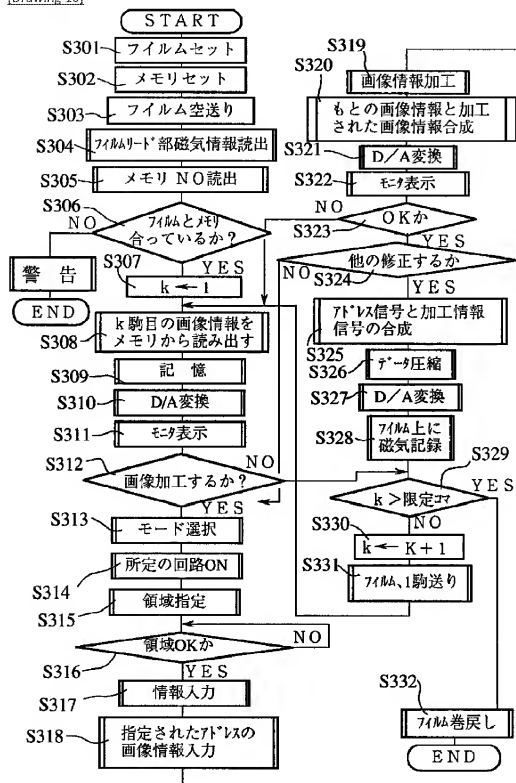 [Drawing 10]
START
S301 フイルムセット
S302 メモリセット
S303 フイルム空送り
S304 フィルムリード部磁気情報読出
S305 メモリ NO読出
S306 フィルムとメモリ
合っているか？
NO
YES
警告
END
S307 k ← 1
S308 k駒目の画像情報を
メモリから読み出す
S309 記憶
S310 D/A変換
S311 モニタ表示
S312 画像加工するか？
NO
YES
S313 モード選択
S314 所定の回路ON
S315 領域指定
S316 領域OKか
NO
YES
S317 情報入力
S318 指定されたアドレスの
画像情報入力
S319 画像情報加工
S320 もとの画像情報と加工
された画像情報合成
S321 D/A変換
S322 モニタ表示
S323 OKか
NO
YES
S324 他の修正するか
NO
YES
S325 アドレス信号と加工情報
信号の合成
S326 データ圧縮
S327 D/A変換
S328 フィルム上に
磁気記録
S329 k＞限定コマ
YES
NO
S330 k ← K+1
S331 フィルム、1駒送り
S332 フィルム巻戻し
END